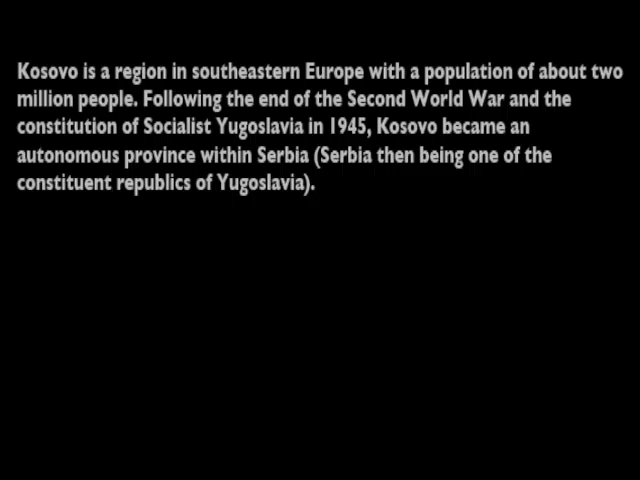 Kosovo is a region in southeastern Europe with a population of about two
million people. Following the end of the Second World War and the
constitution of Socialist Yugoslavia in 1945, Kosovo became an
autonomous province within Serbia (Serbia then being one of the
constituent republics of Yugoslavia).